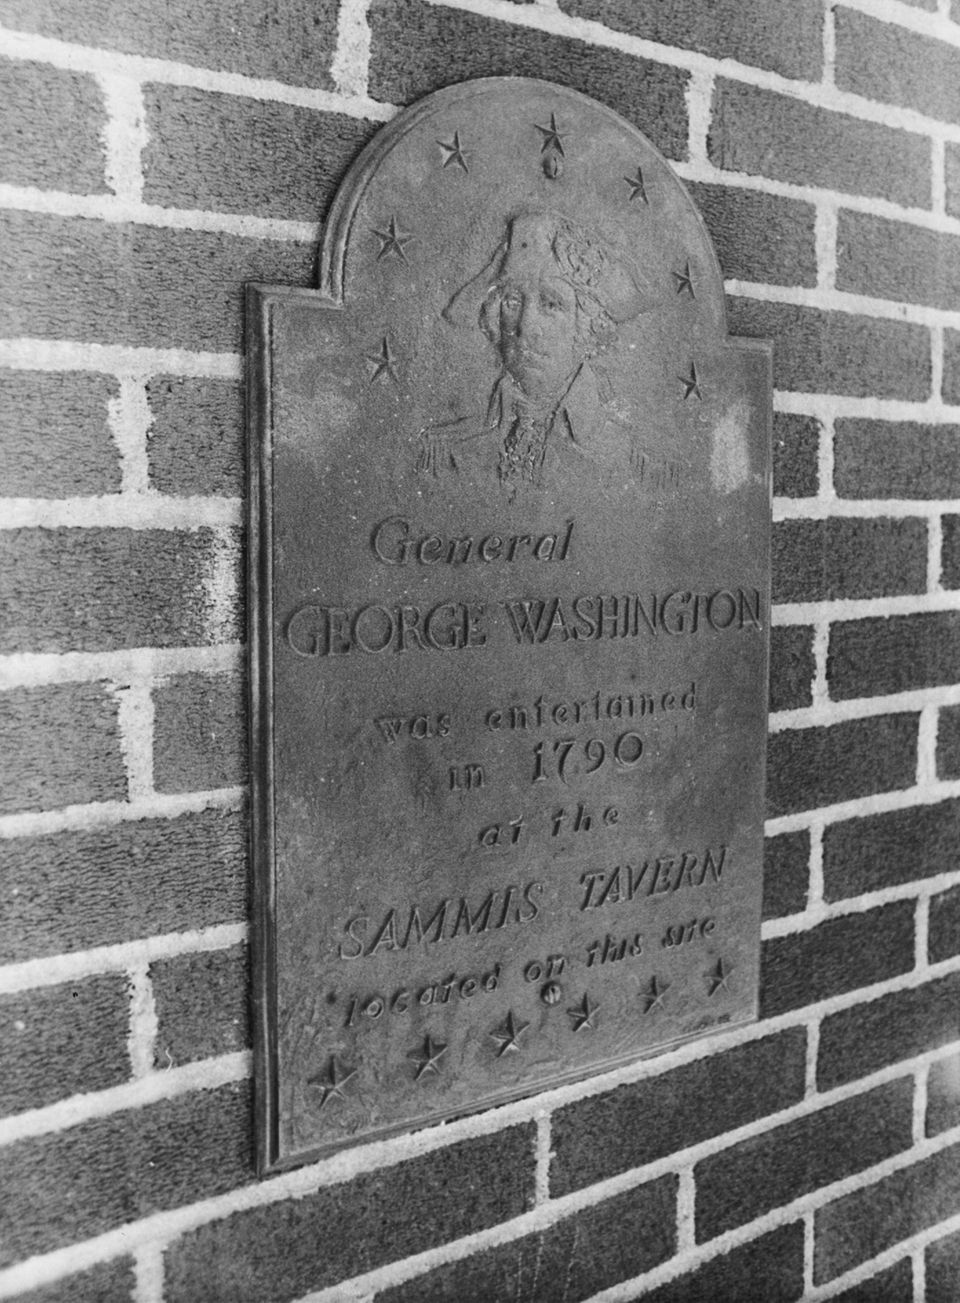 General
GEORGE WASHINGTON
was entertained
in 1790
at the
SAMMIS TAVERN
located on this site